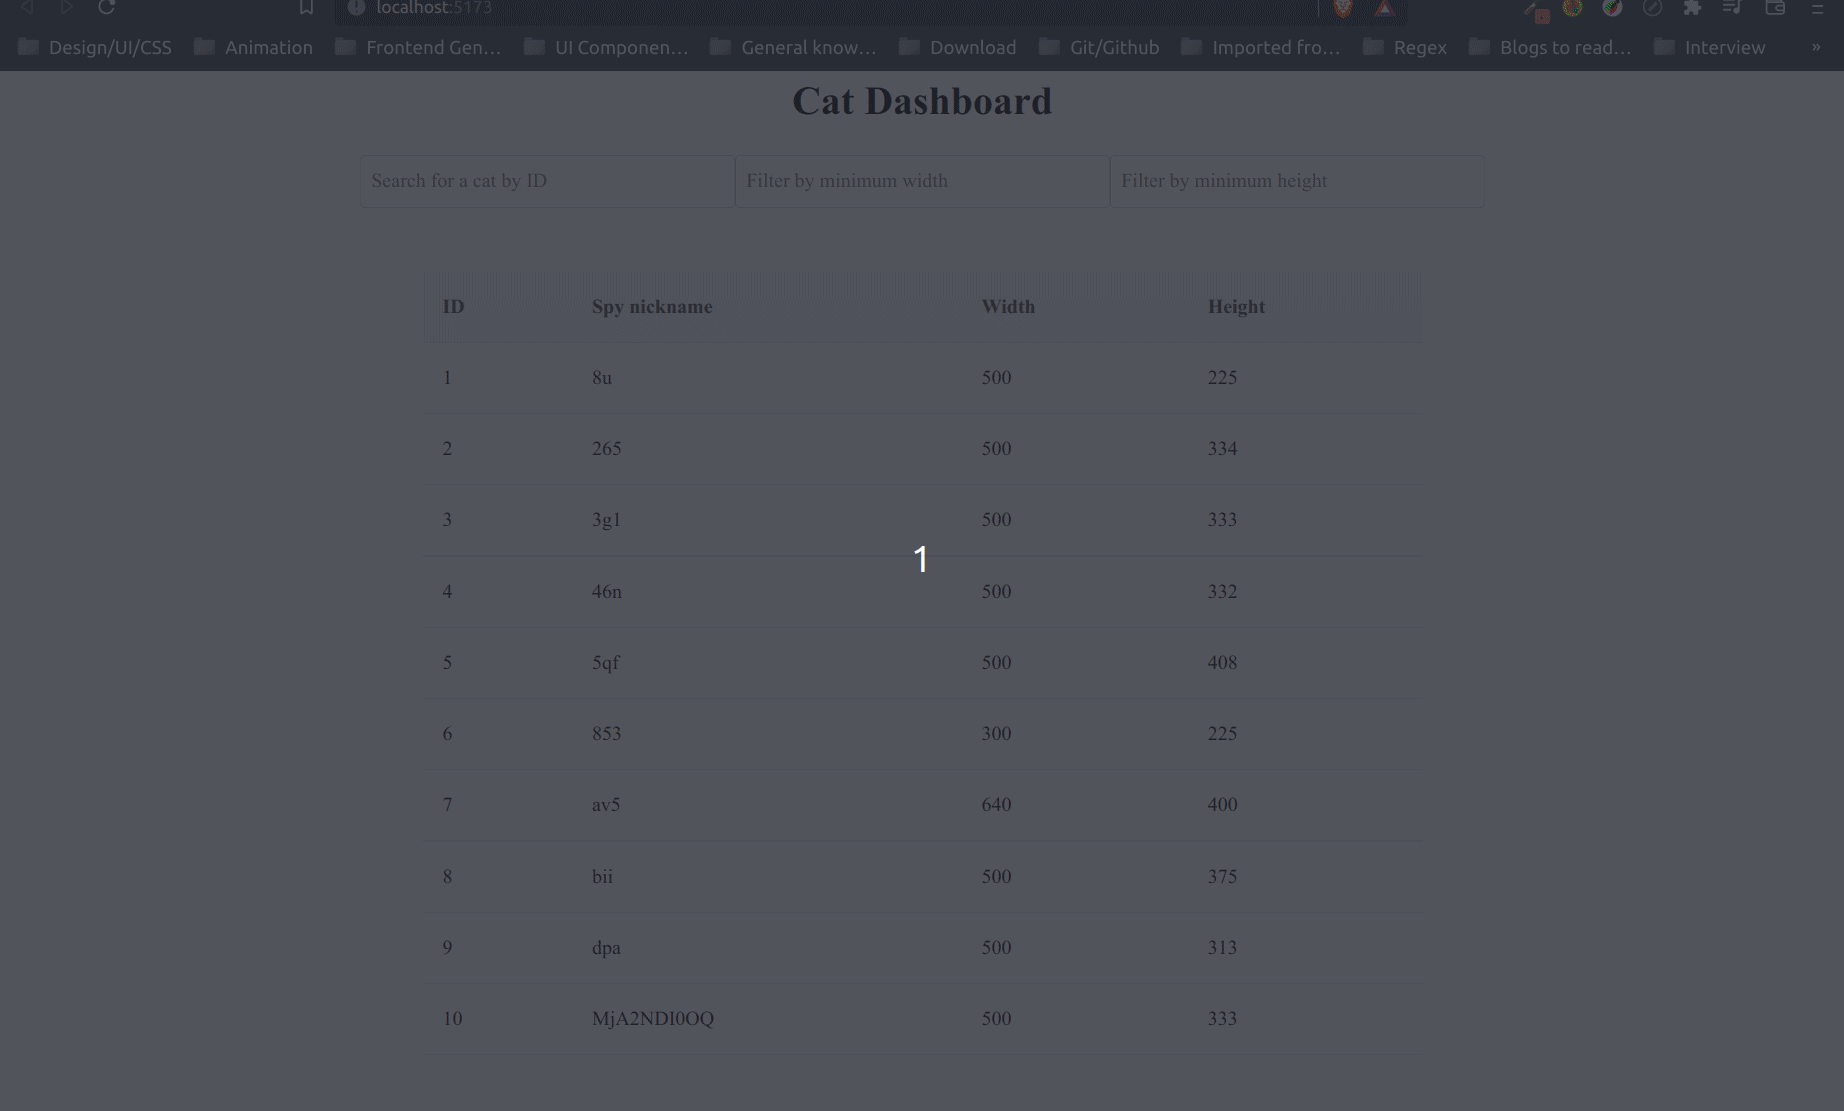 localhost:5173
Design/UI/CSS Animation Frontend Gen... UI Componen... General know... Download Git/Github Imported fro... Regex Blogs to read... Interview »
Cat Dashboard
Search for a cat by ID Filter by minimum width Filter by minimum height
ID Spy nickname Width Height
1 8u 500 225
2 265 500 334
3 3g1 500 333
1
4 46n 500 332
5 5qf 500 408
6 853 300 225
7 av5 640 400
8 bii 500 375
9 dpa 500 313
10 MjA2NDI0OQ 500 333